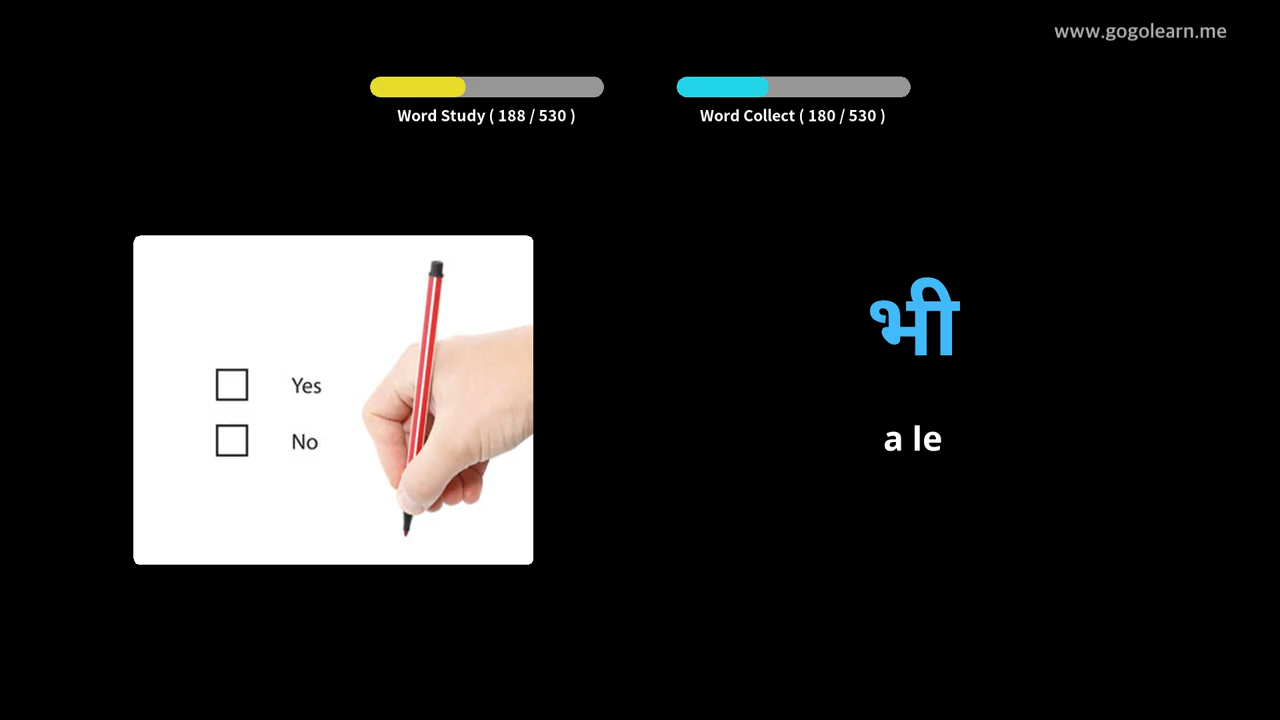 www.gogolearn.me
Word Study ( 188 / 530 )
Word Collect ( 180 / 530 )
Yes
No
भी
a le